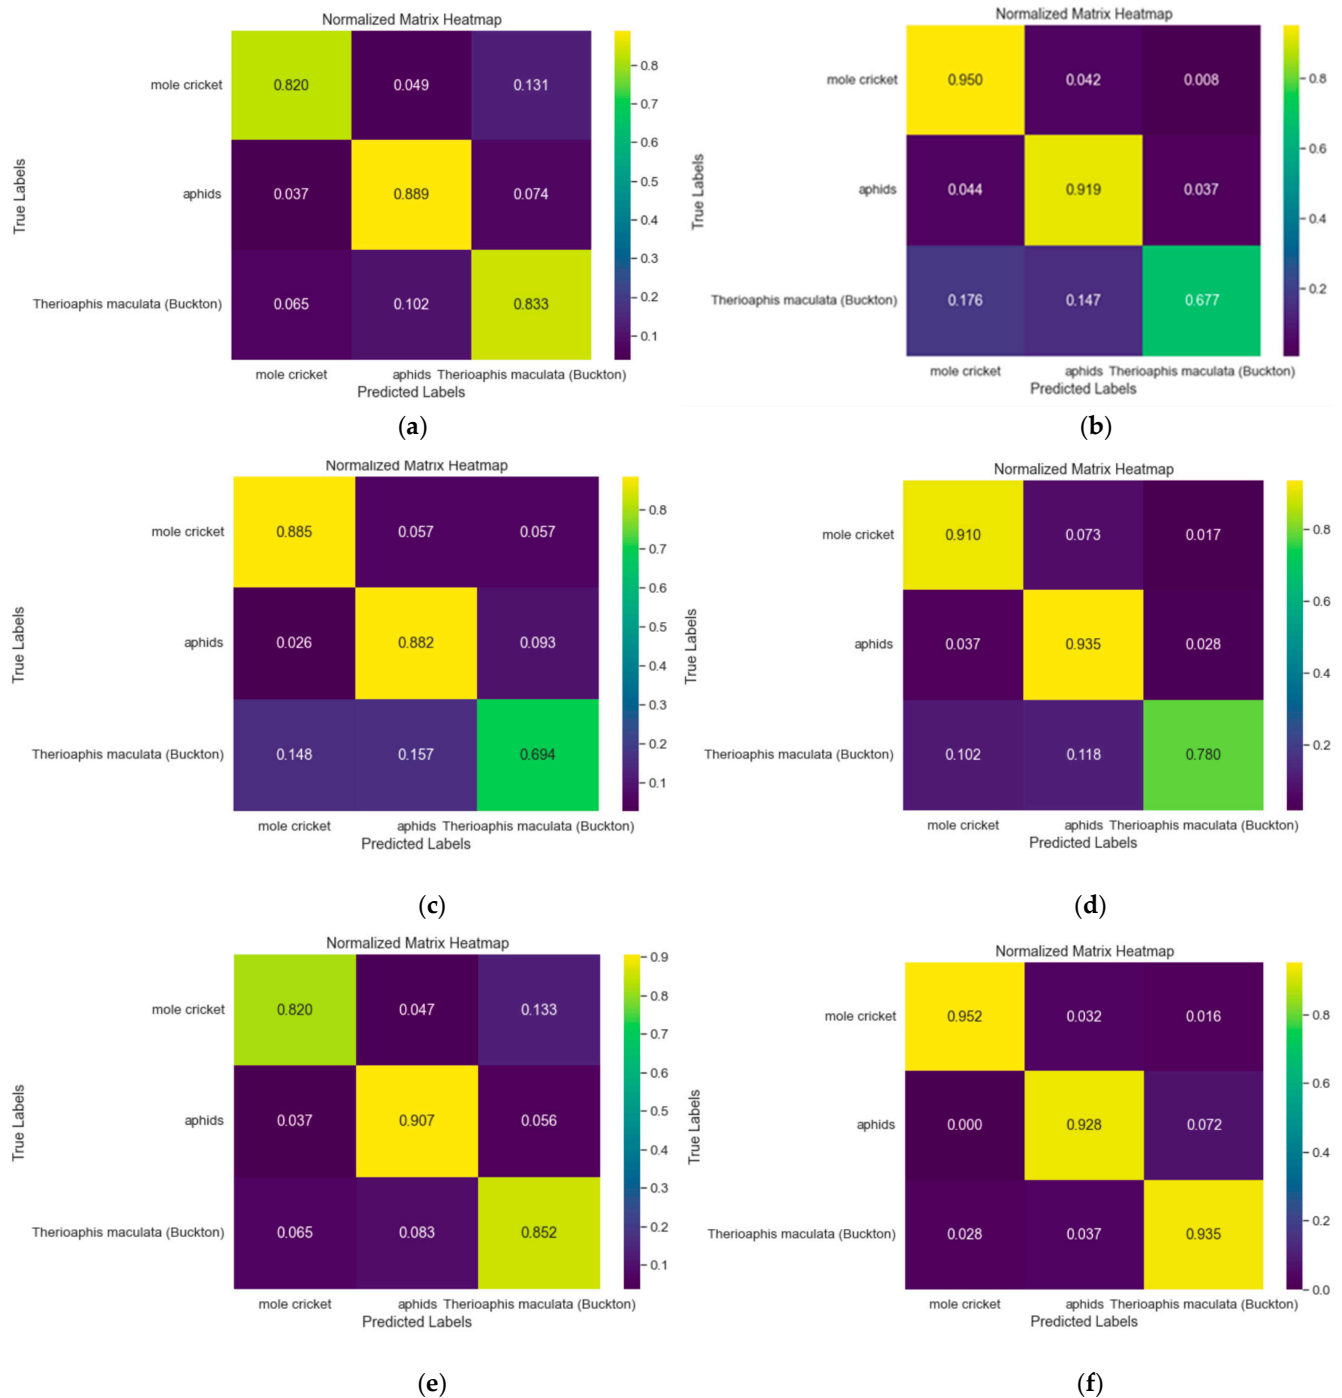 Normalized Matrix Heatmap
True Labels
mole cricket 0.820 0.049 0.131
aphids 0.037 0.889 0.074
Therioaphis maculata (Buckton) 0.065 0.102 0.833
mole cricket aphids Therioaphis maculata (Buckton)
Predicted Labels
0.8
0.7
0.6
0.5
0.4
0.3
0.2
0.1
(a)
Normalized Matrix Heatmap
True Labels
mole cricket 0.950 0.042 0.008
aphids 0.044 0.919 0.037
Therioaphis maculata (Buckton) 0.176 0.147 0.677
mole cricket aphids Therioaphis maculata (Buckton)
Predicted Labels
0.8
0.6
0.4
0.2
(b)
Normalized Matrix Heatmap
True Labels
mole cricket 0.885 0.057 0.057
aphids 0.026 0.882 0.093
Therioaphis maculata (Buckton) 0.148 0.157 0.694
mole cricket aphids Therioaphis maculata (Buckton)
Predicted Labels
0.8
0.7
0.6
0.5
0.4
0.3
0.2
0.1
(c)
Normalized Matrix Heatmap
True Labels
mole cricket 0.910 0.073 0.017
aphids 0.037 0.935 0.028
Therioaphis maculata (Buckton) 0.102 0.118 0.780
mole cricket aphids Therioaphis maculata (Buckton)
Predicted Labels
0.8
0.6
0.4
0.2
(d)
Normalized Matrix Heatmap
True Labels
mole cricket 0.820 0.047 0.133
aphids 0.037 0.907 0.056
Therioaphis maculata (Buckton) 0.065 0.083 0.852
mole cricket aphids Therioaphis maculata (Buckton)
Predicted Labels
0.9
0.8
0.7
0.6
0.5
0.4
0.3
0.2
0.1
(e)
Normalized Matrix Heatmap
True Labels
mole cricket 0.952 0.032 0.016
aphids 0.000 0.928 0.072
Therioaphis maculata (Buckton) 0.028 0.037 0.935
mole cricket aphids Therioaphis maculata (Buckton)
Predicted Labels
0.8
0.6
0.4
0.2
0.0
(f)